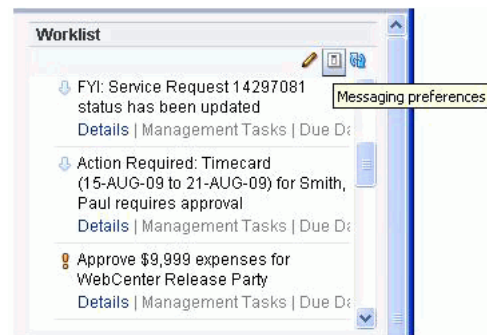 Worklist
Messaging preferences
FYI: Service Request 14297081
status has been updated
Details | Management Tasks | Due Da
Action Required: Timecard
(15-AUG-09 to 21-AUG-09) for Smith,
Paul requires approval
Details | Management Tasks | Due Da
Approve $9,999 expenses for
WebCenter Release Party
Details | Management Tasks | Due Da